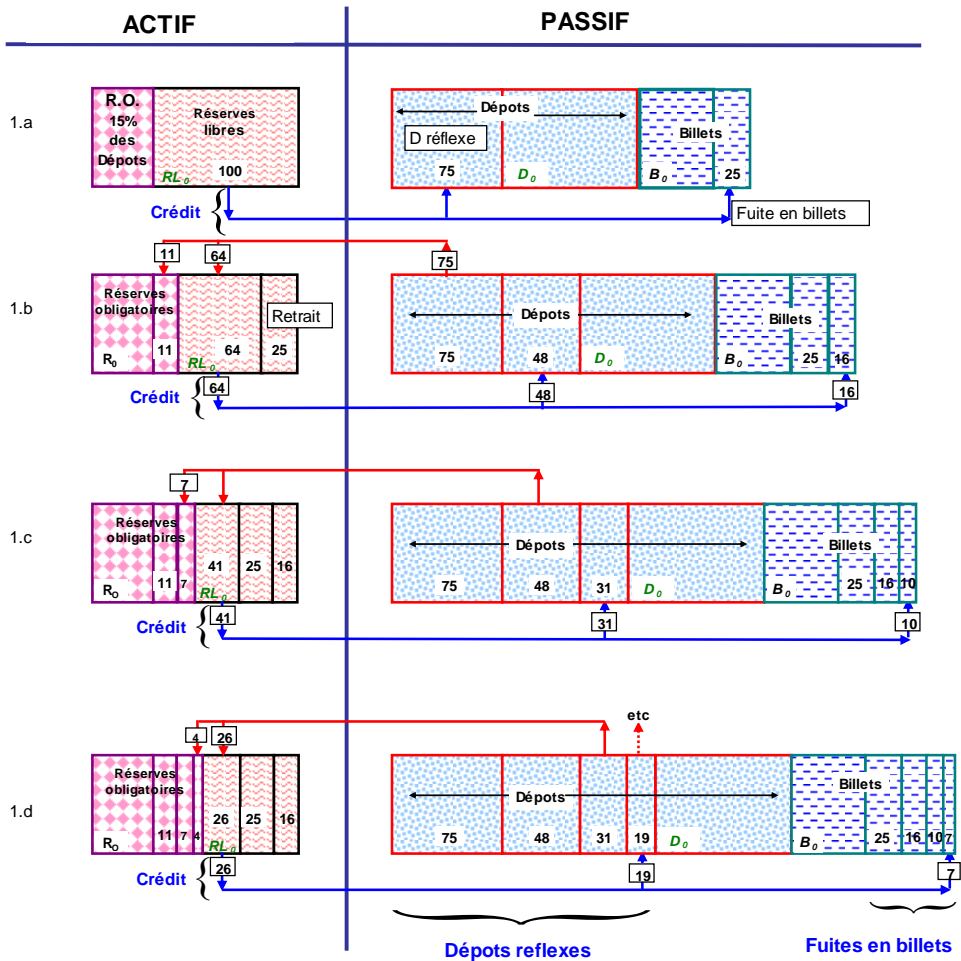 ACTIF
PASSIF
1.a
R.O.
15%
des
Dépots
Réserves
libres
RL₀
100
Crédit
Dépots
D réflexe
75
D₀
Billets
B₀
25
Fuite en billets
11
64
75
1.b
Réserves
obligatoires
R₀
11
RL₀
64
Retrait
25
Crédit
64
Dépots
75
48
D₀
Billets
B₀
25
16
48
16
7
1.c
Réserves
obligatoires
R₀
11
7
41
RL₀
25
16
Crédit
41
Dépots
75
48
31
D₀
Billets
B₀
25
16
10
31
10
4
26
etc
1.d
Réserves
obligatoires
R₀
11
7
4
26
RL₀
25
16
Crédit
26
Dépots
75
48
31
19
D₀
Billets
B₀
25
16
10
7
19
7
Dépots reflexes
Fuites en billets